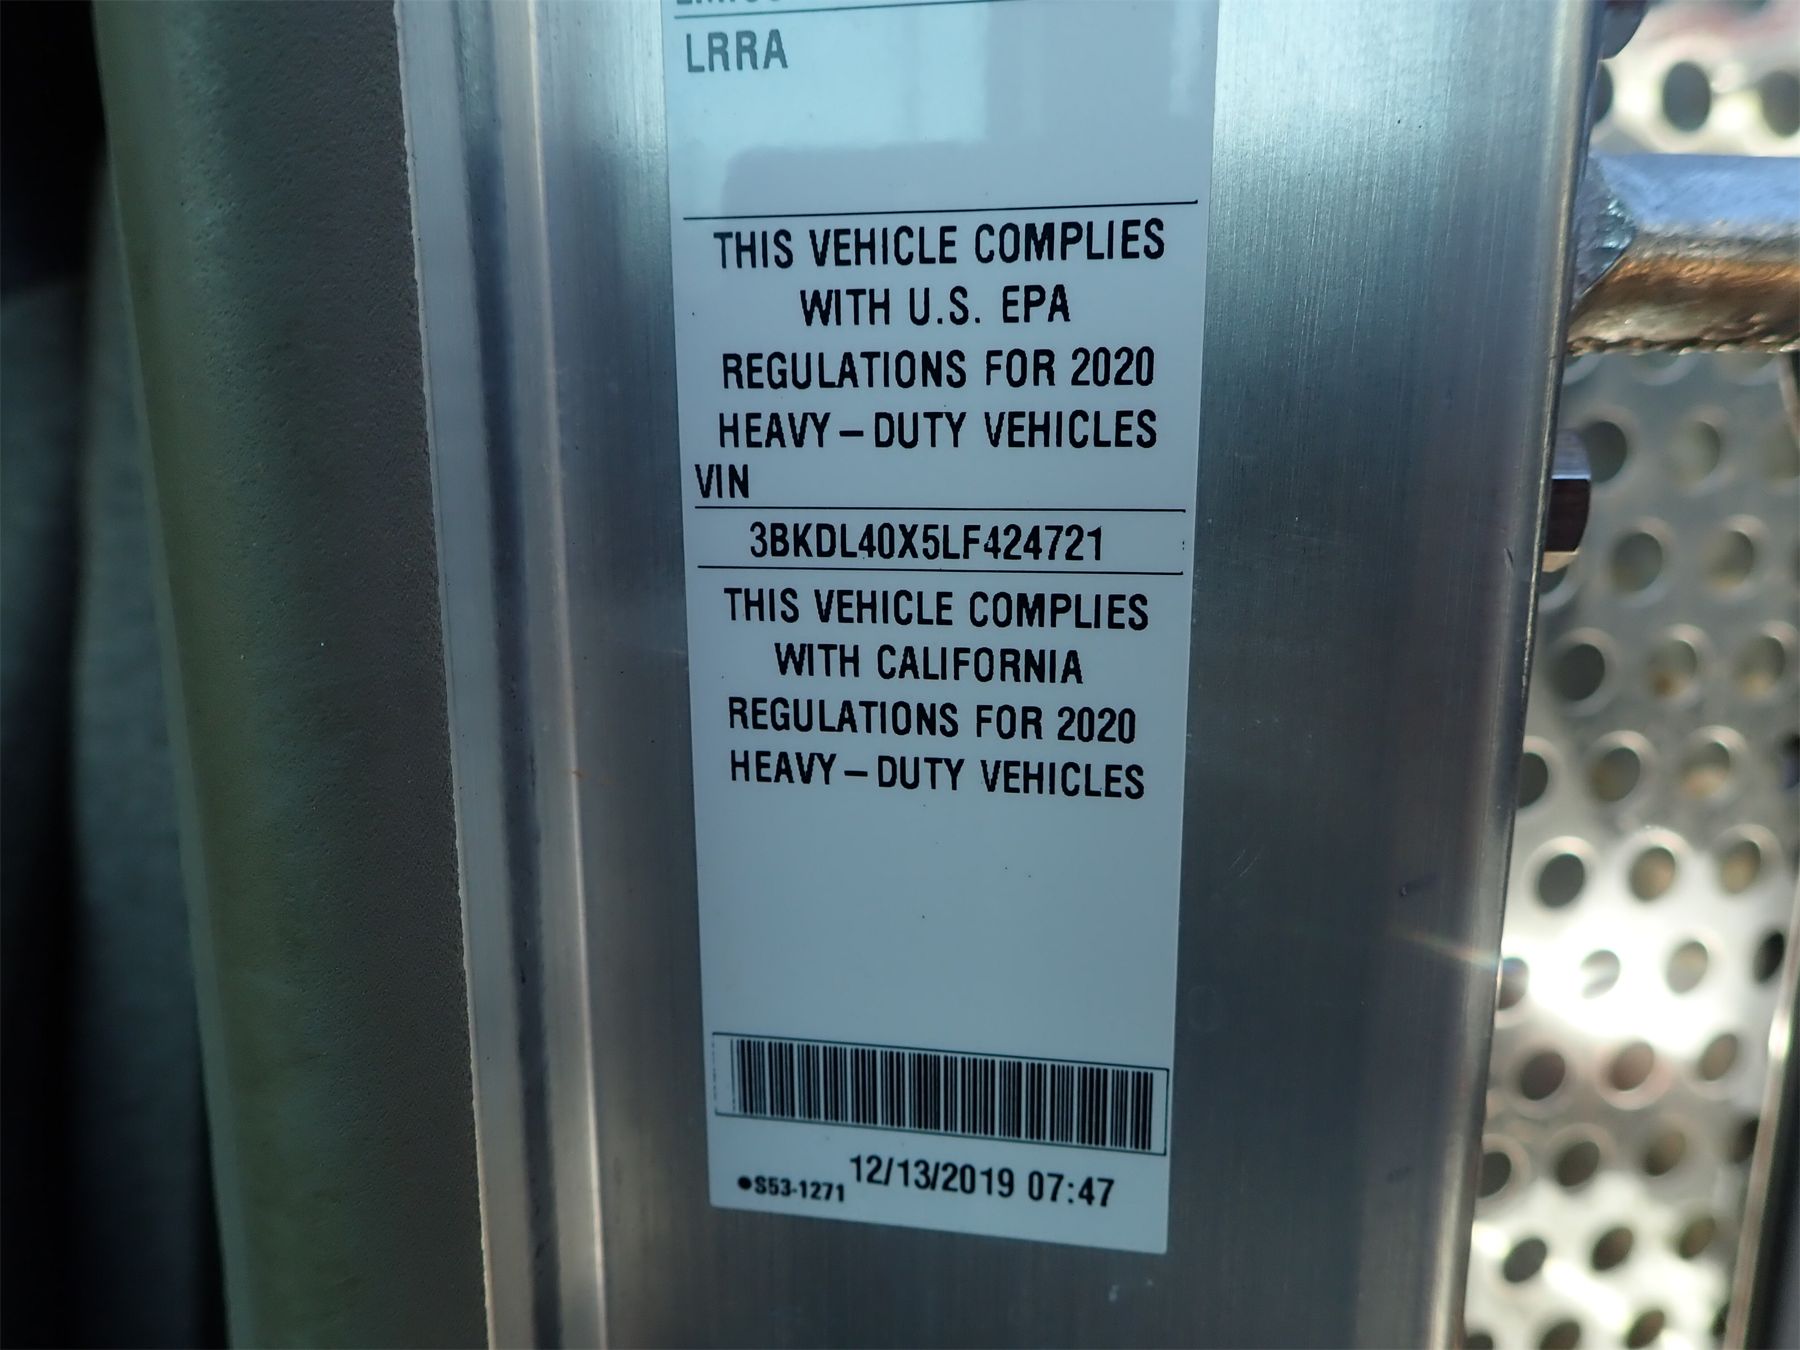 LRRA
THIS VEHICLE COMPLIES
WITH U.S. EPA
REGULATIONS FOR 2020
HEAVY–DUTY VEHICLES
VIN
3BKDL40X5LF424721
THIS VEHICLE COMPLIES
WITH CALIFORNIA
REGULATIONS FOR 2020
HEAVY–DUTY VEHICLES
●S53-1271 12/13/2019 07:47